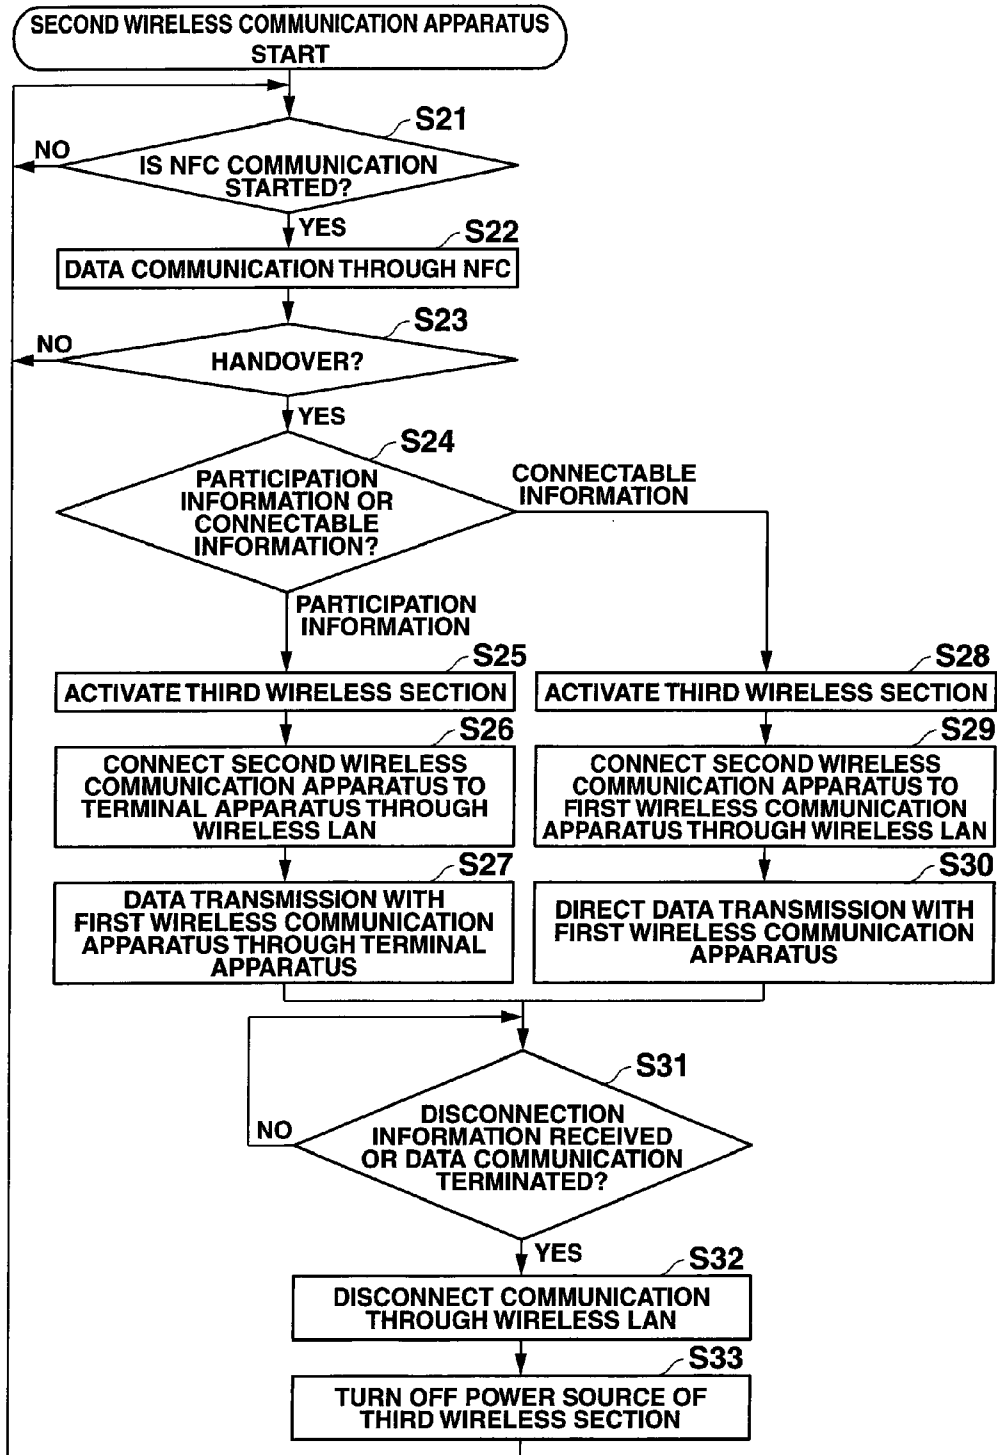 SECOND WIRELESS COMMUNICATION APPARATUS
START
S21
NO
IS NFC COMMUNICATION
STARTED?
YES
S22
DATA COMMUNICATION THROUGH NFC
S23
NO
HANDOVER?
YES
S24
PARTICIPATION
INFORMATION OR
CONNECTABLE
INFORMATION?
CONNECTABLE
INFORMATION
PARTICIPATION
INFORMATION
S25
ACTIVATE THIRD WIRELESS SECTION
S26
CONNECT SECOND WIRELESS
COMMUNICATION APPARATUS TO
TERMINAL APPARATUS THROUGH
WIRELESS LAN
S27
DATA TRANSMISSION WITH
FIRST WIRELESS COMMUNICATION
APPARATUS THROUGH TERMINAL
APPARATUS
S28
ACTIVATE THIRD WIRELESS SECTION
S29
CONNECT SECOND WIRELESS
COMMUNICATION APPARATUS TO
FIRST WIRELESS COMMUNICATION
APPARATUS THROUGH WIRELESS LAN
S30
DIRECT DATA TRANSMISSION WITH
FIRST WIRELESS COMMUNICATION
APPARATUS
S31
NO
DISCONNECTION
INFORMATION RECEIVED
OR DATA COMMUNICATION
TERMINATED?
YES
S32
DISCONNECT COMMUNICATION
THROUGH WIRELESS LAN
S33
TURN OFF POWER SOURCE OF
THIRD WIRELESS SECTION